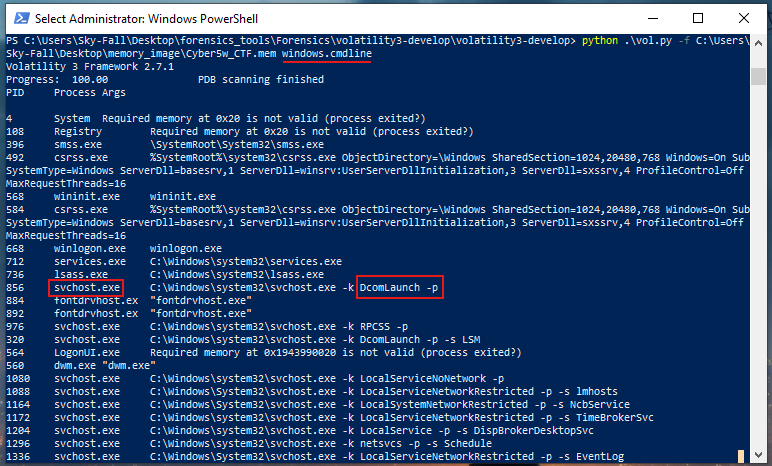 Select Administrator: Windows PowerShell
PS C:\Users\Sky-Fall\Desktop\forensics_tools\Forensics\volatility3-develop\volatility3-develop> python .\vol.py -f C:\Users\
Sky-Fall\Desktop\memory_image\Cyber5w_CTF.mem windows.cmdline
Volatility 3 Framework 2.7.1
Progress:  100.00               PDB scanning finished
PID     Process Args

4       System  Required memory at 0x20 is not valid (process exited?)
108     Registry        Required memory at 0x20 is not valid (process exited?)
396     smss.exe        \SystemRoot\System32\smss.exe
492     csrss.exe       %SystemRoot%\system32\csrss.exe ObjectDirectory=\Windows SharedSection=1024,20480,768 Windows=On Sub
SystemType=Windows ServerDll=basesrv,1 ServerDll=winsrv:UserServerDllInitialization,3 ServerDll=sxssrv,4 ProfileControl=Off
MaxRequestThreads=16
568     wininit.exe     wininit.exe
584     csrss.exe       %SystemRoot%\system32\csrss.exe ObjectDirectory=\Windows SharedSection=1024,20480,768 Windows=On Sub
SystemType=Windows ServerDll=basesrv,1 ServerDll=winsrv:UserServerDllInitialization,3 ServerDll=sxssrv,4 ProfileControl=Off
MaxRequestThreads=16
668     winlogon.exe    winlogon.exe
712     services.exe    C:\Windows\system32\services.exe
736     lsass.exe       C:\Windows\system32\lsass.exe
856     svchost.exe     C:\Windows\system32\svchost.exe -k DcomLaunch -p
884     fontdrvhost.ex  "fontdrvhost.exe"
892     fontdrvhost.ex  "fontdrvhost.exe"
976     svchost.exe     C:\Windows\system32\svchost.exe -k RPCSS -p
320     svchost.exe     C:\Windows\system32\svchost.exe -k DcomLaunch -p -s LSM
564     LogonUI.exe     Required memory at 0x1943990020 is not valid (process exited?)
560     dwm.exe "dwm.exe"
1080    svchost.exe     C:\Windows\system32\svchost.exe -k LocalServiceNoNetwork -p
1088    svchost.exe     C:\Windows\system32\svchost.exe -k LocalServiceNetworkRestricted -p -s lmhosts
1164    svchost.exe     C:\Windows\system32\svchost.exe -k LocalSystemNetworkRestricted -p -s NcbService
1172    svchost.exe     C:\Windows\system32\svchost.exe -k LocalServiceNetworkRestricted -p -s TimeBrokerSvc
1204    svchost.exe     C:\Windows\system32\svchost.exe -k LocalService -p -s DispBrokerDesktopSvc
1296    svchost.exe     C:\Windows\system32\svchost.exe -k netsvcs -p -s Schedule
1336    svchost.exe     C:\Windows\system32\svchost.exe -k LocalServiceNetworkRestricted -p -s EventLog